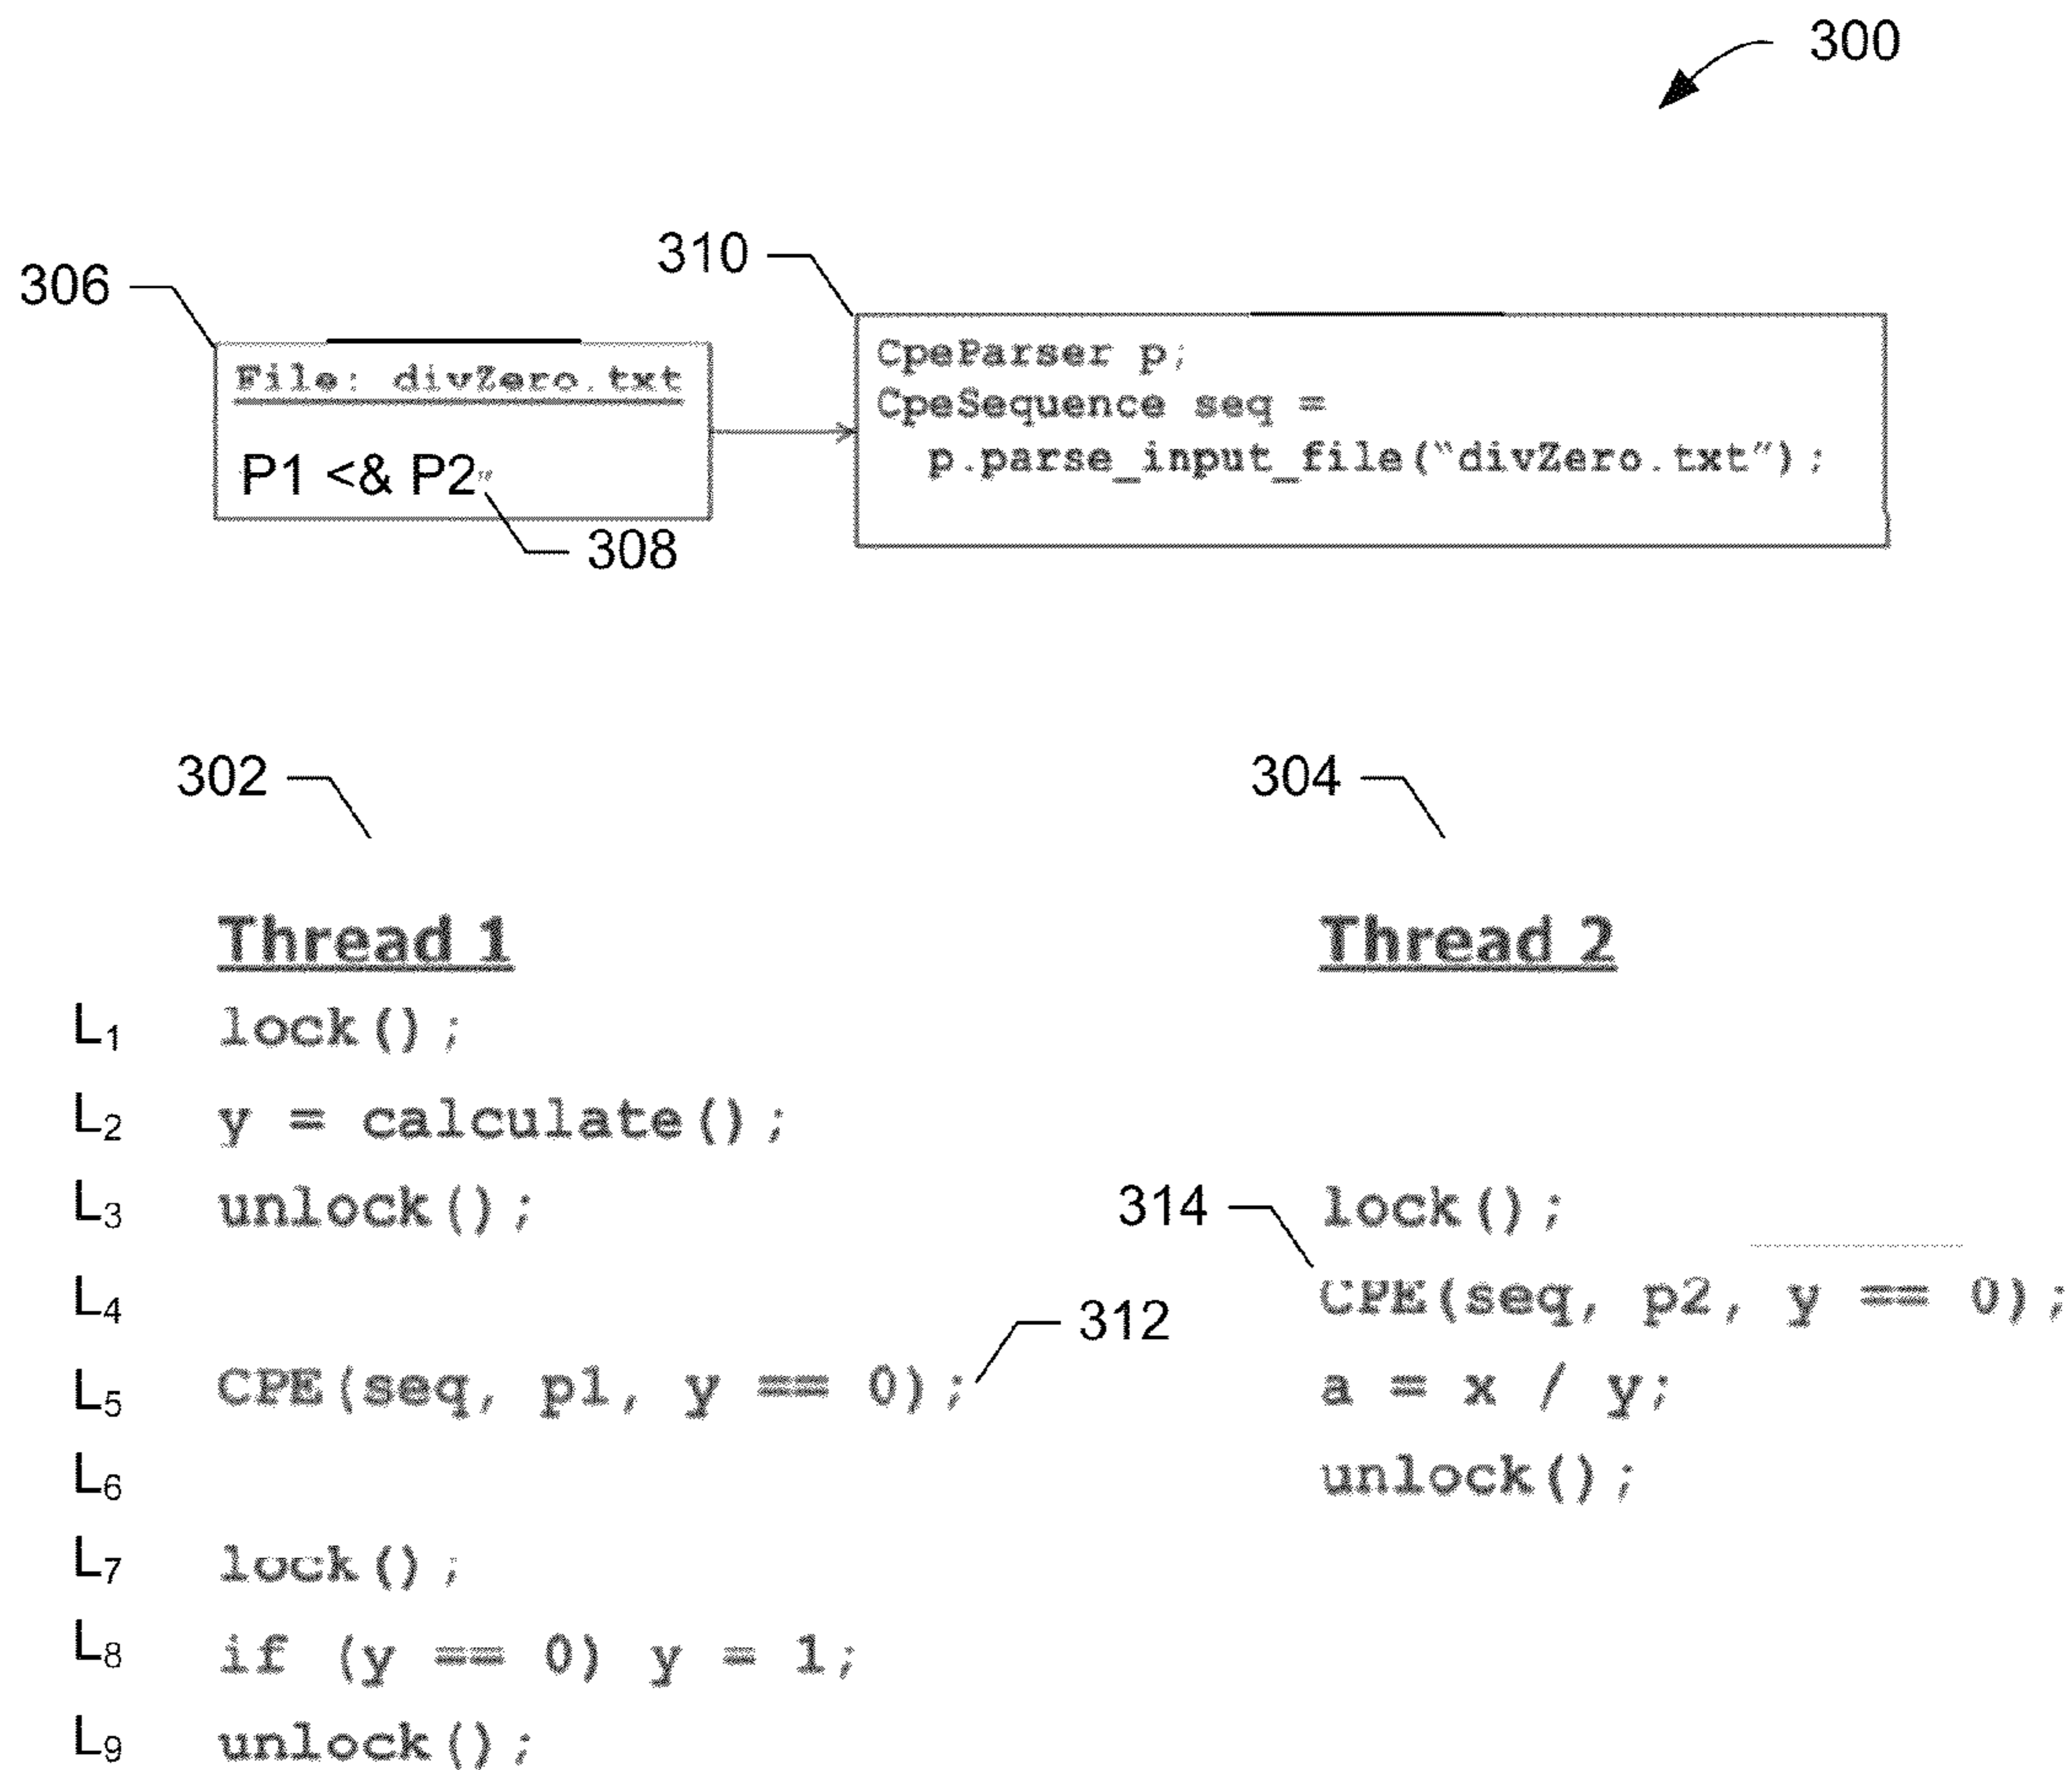 300
310
306
File: divZero.txt
P1 <& P2”
308
CpeParser p;
CpeSequence seq =
p.parse_input_file(“divZero.txt”);
302
304
Thread 1 Thread 2
L1 lock();
L2 y = calculate();
L3 unlock(); 314 lock();
L4 312 CPE(seq, p2, y == 0);
L5 CPE(seq, p1, y == 0); a = x / y;
L6 unlock();
L7 lock();
L8 if (y == 0) y = 1;
L9 unlock();